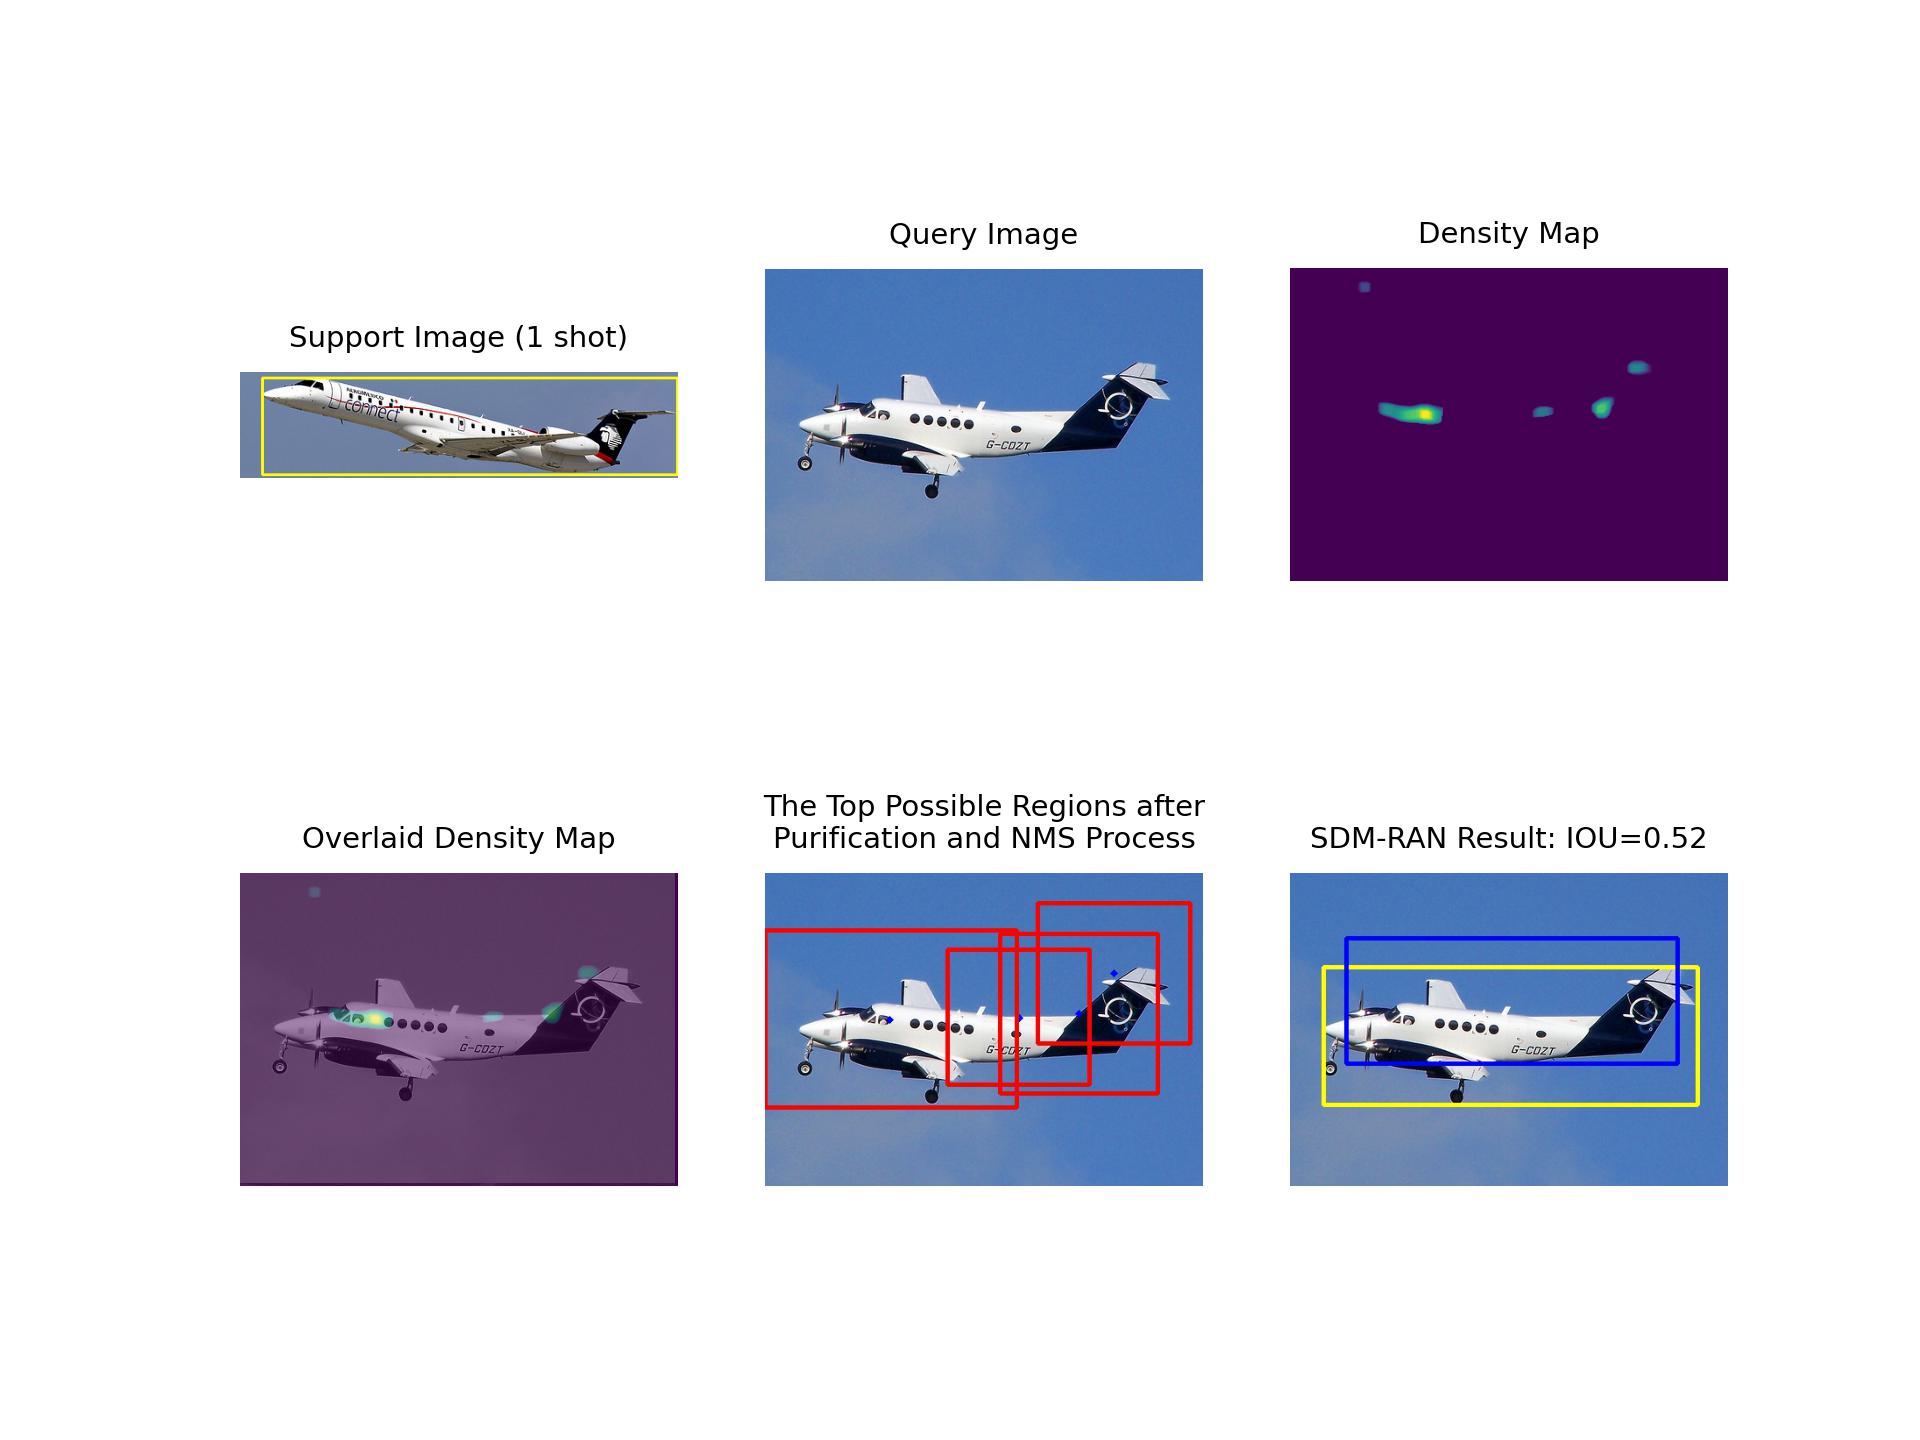 Support Image (1 shot)
AEROMEXICO
connect
Query Image
G-CDZT
Density Map
Overlaid Density Map
G-CDZT
The Top Possible Regions after
Purification and NMS Process
G-CDZT
SDM-RAN Result: IOU=0.52
G-CDZT